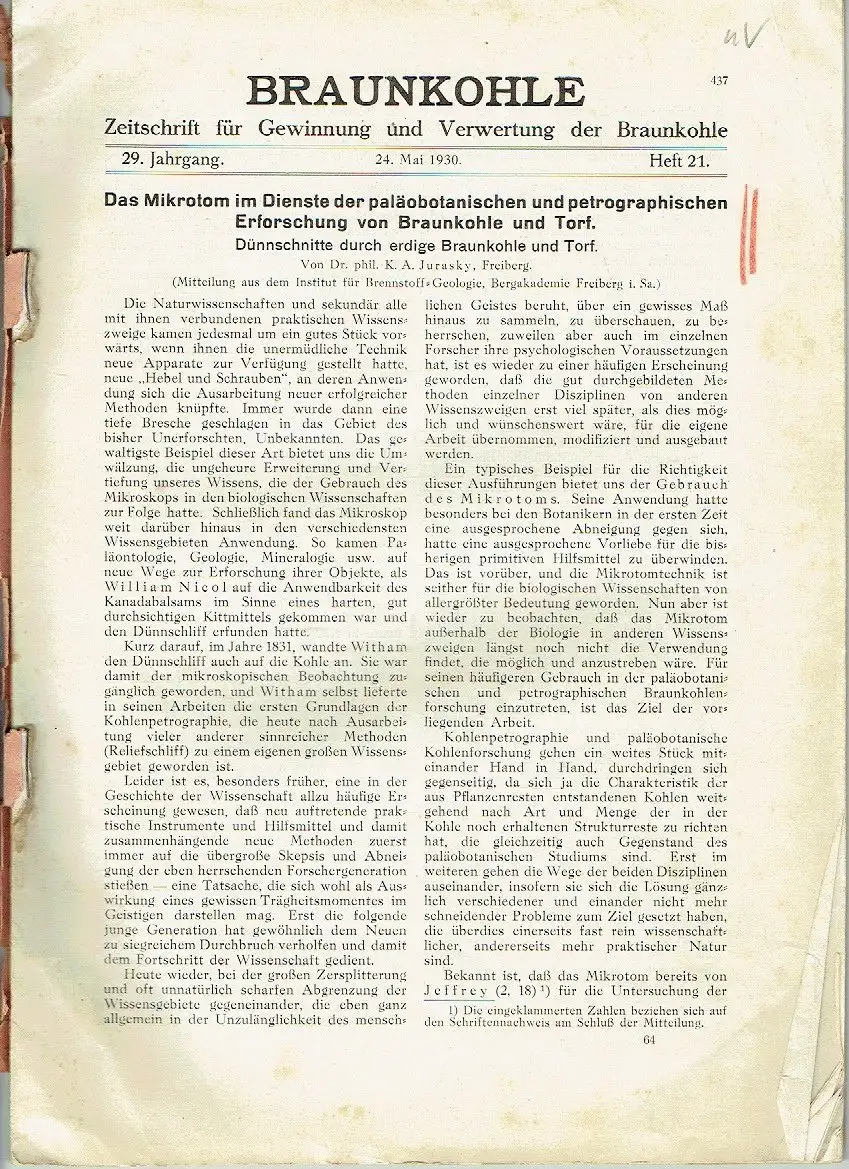 437
BRAUNKOHLE
Zeitschrift für Gewinnung und Verwertung der Braunkohle
29. Jahrgang. 24. Mai 1930. Heft 21.
Das Mikrotom im Dienste der paläobotanischen und petrographischen
Erforschung von Braunkohle und Torf.
Dünnschnitte durch erdige Braunkohle und Torf.
Von Dr. phil. K. A. Jurasky, Freiberg.
(Mitteilung aus dem Institut für Brennstoff-Geologie, Bergakademie Freiberg i. Sa.)
Die Naturwissenschaften und sekundär alle
mit ihnen verbundenen praktischen Wissens-
zweige kamen jedesmal um ein gutes Stück vor-
wärts, wenn ihnen die unermüdliche Technik
neue Apparate zur Verfügung gestellt hatte,
neue „Hebel und Schrauben“, an deren Anwen-
dung sich die Ausarbeitung neuer erfolgreicher
Methoden knüpfte. Immer wurde dann eine
tiefe Bresche geschlagen in das Gebiet des
bisher Unerforschten, Unbekannten. Das ge-
waltigste Beispiel dieser Art bietet uns die Um-
wälzung, die ungeheure Erweiterung und Ver-
tiefung unseres Wissens, die der Gebrauch des
Mikroskops in den biologischen Wissenschaften
zur Folge hatte. Schließlich fand das Mikroskop
weit darüber hinaus in den verschiedensten
Wissensgebieten Anwendung. So kamen Pa-
läontologie, Geologie, Mineralogie usw. auf
neue Wege zur Erforschung ihrer Objekte, als
William Nicol auf die Anwendbarkeit des
Kanadabalsams im Sinne eines harten, gut
durchsichtigen Kittmittels gekommen war und
den Dünnschliff erfunden hatte.
Kurz darauf, im Jahre 1831, wandte Witham
den Dünnschliff auch auf die Kohle an. Sie war
damit der mikroskopischen Beobachtung zu-
gänglich geworden, und Witham selbst lieferte
in seinen Arbeiten die ersten Grundlagen der
Kohlenpetrographie, die heute nach Ausarbei-
tung vieler anderer sinnreicher Methoden
(Reliefschliff) zu einem eigenen großen Wissens-
gebiet geworden ist.
Leider ist es, besonders früher, eine in der
Geschichte der Wissenschaft allzu häufige Er-
scheinung gewesen, daß neu auftretende prak-
tische Instrumente und Hilfsmittel und damit
zusammenhängende neue Methoden zuerst
immer auf die übergroße Skepsis und Abnei-
gung der eben herrschenden Forschergeneration
stießen — eine Tatsache, die sich wohl als Aus-
wirkung eines gewissen Trägheitsmomentes im
Geistigen darstellen mag. Erst die folgende
junge Generation hat gewöhnlich dem Neuen
zu siegreichem Durchbruch verholfen und damit
dem Fortschritt der Wissenschaft gedient.
Heute wieder, bei der großen Zersplitterung
und oft unnatürlich scharfen Abgrenzung der
Wissensgebiete gegeneinander, die eben ganz
allgemein in der Unzulänglichkeit des mensch-
lichen Geistes beruht, über ein gewisses Maß
hinaus zu sammeln, zu überschauen, zu be-
herrschen, zuweilen aber auch im einzelnen
Forscher ihre psychologischen Voraussetzungen
hat, ist es wieder zu einer häufigen Erscheinung
geworden, daß die gut durchgebildeten Me-
thoden einzelner Disziplinen von anderen
Wissenszweigen erst viel später, als dies mög-
lich und wünschenswert wäre, für die eigene
Arbeit übernommen, modifiziert und ausgebaut
werden.
Ein typisches Beispiel für die Richtigkeit
dieser Ausführungen bietet uns der Gebrauch
des Mikrotoms. Seine Anwendung hatte
besonders bei den Botanikern in der ersten Zeit
eine ausgesprochene Abneigung gegen sich,
hatte eine ausgesprochene Vorliebe für die bis-
herigen primitiven Hilfsmittel zu überwinden.
Das ist vorüber, und die Mikrotomtechnik ist
seither für die biologischen Wissenschaften von
allergrößter Bedeutung geworden. Nun aber ist
wieder zu beobachten, daß das Mikrotom
außerhalb der Biologie in anderen Wissens-
zweigen längst noch nicht die Verwendung
findet, die möglich und anzustreben wäre. Für
seinen häufigeren Gebrauch in der paläobotani-
schen und petrographischen Braunkohlen-
forschung einzutreten, ist das Ziel der vor-
liegenden Arbeit.
Kohlenpetrographie und paläobotanische
Kohlenforschung gehen ein weites Stück mit-
einander Hand in Hand, durchdringen sich
gegenseitig, da sich ja die Charakteristik der
aus Pflanzenresten entstandenen Kohlen weit-
gehend nach Art und Menge der in der
Kohle noch erhaltenen Strukturreste zu richten
hat, die gleichzeitig auch Gegenstand des
paläobotanischen Studiums sind. Erst im
weiteren gehen die Wege der beiden Disziplinen
auseinander, insofern sie sich die Lösung gänz-
lich verschiedener und einander nicht mehr
schneidender Probleme zum Ziel gesetzt haben,
die überdies einerseits fast rein wissenschaft-
licher, andererseits mehr praktischer Natur
sind.
Bekannt ist, daß das Mikrotom bereits von
Jeffrey (2, 18) ¹) für die Untersuchung der
1) Die eingeklammerten Zahlen beziehen sich auf
den Schriftennachweis am Schluß der Mitteilung.
64